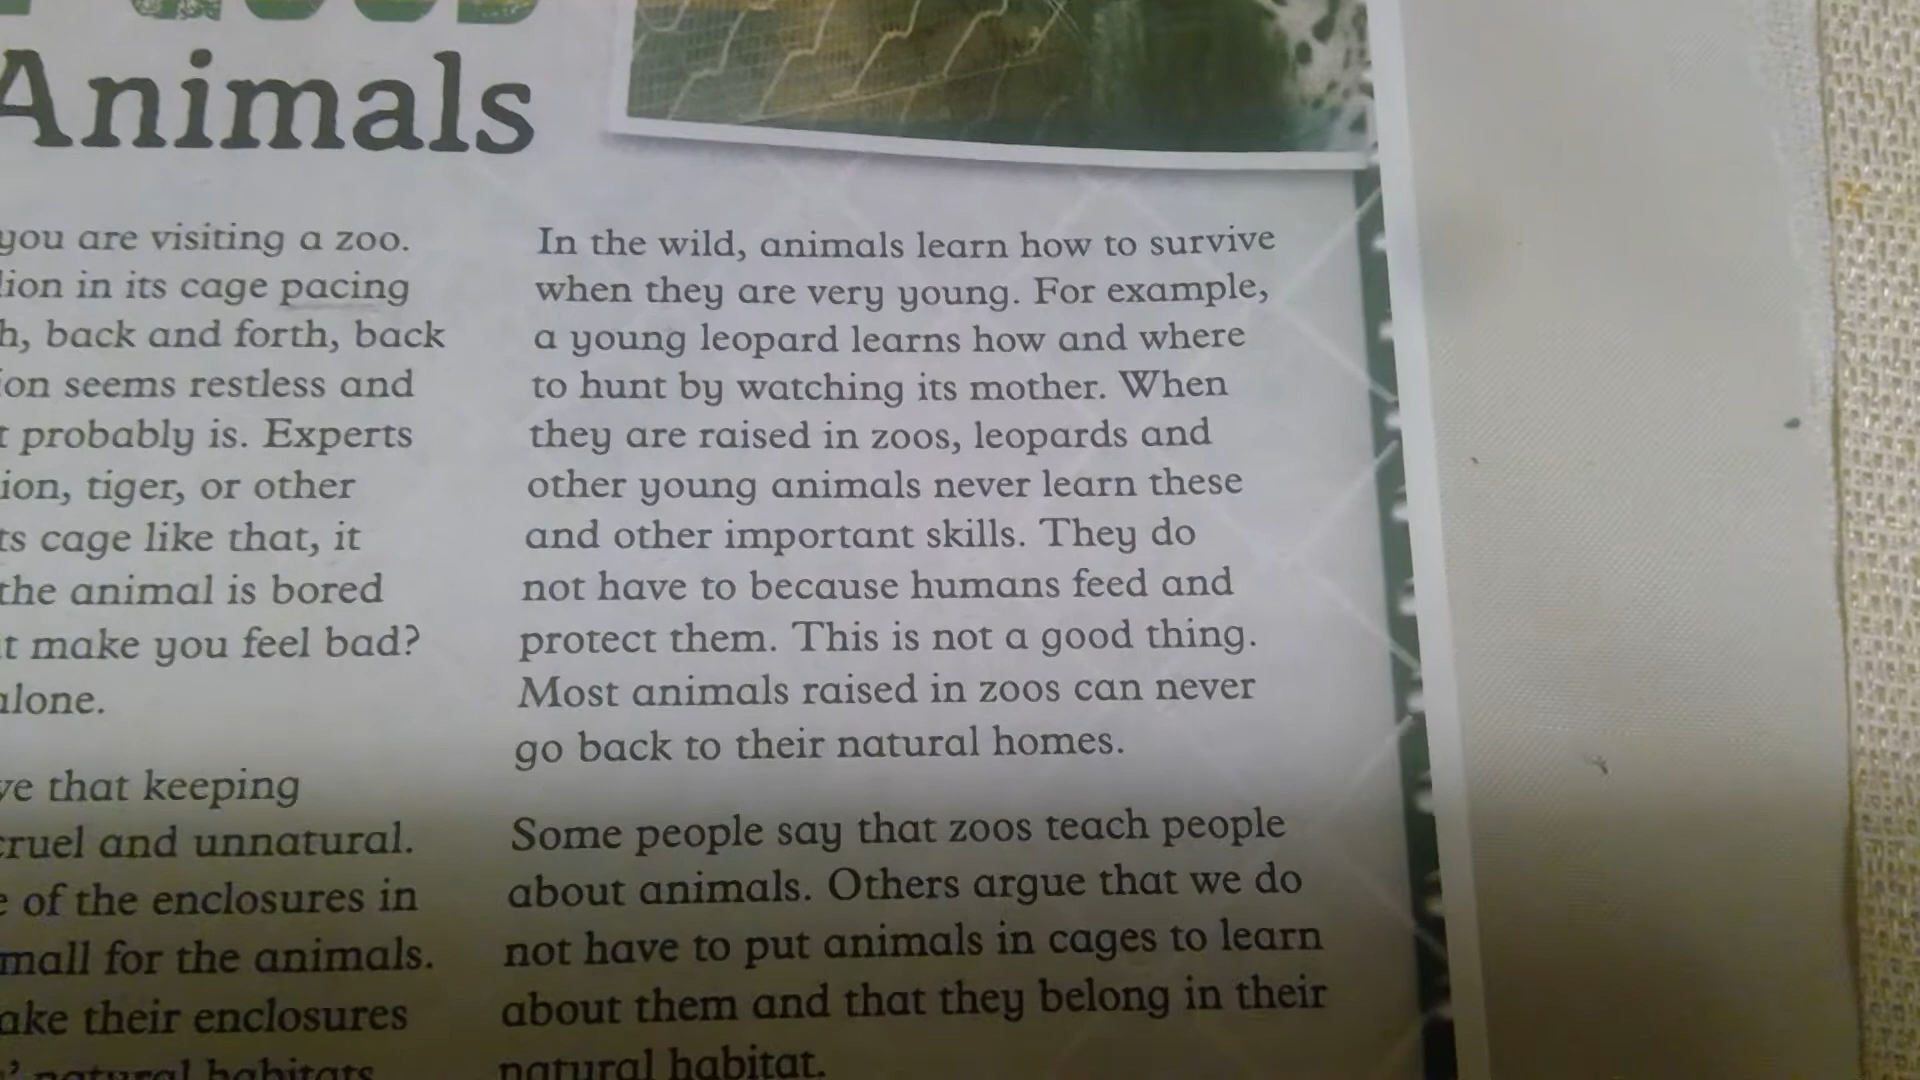 Animals
you are visiting a zoo.
lion in its cage pacing
back and forth, back
seems restless and
probably is. Experts
tiger, or other
cage like that, it
the animal is bored
make you feel bad?
that keeping
and unnatural.
of the enclosures in
for the animals.
their enclosures
natural habitats
In the wild, animals learn how to survive
when they are very young. For example,
a young leopard learns how and where
to hunt by watching its mother. When
they are raised in zoos, leopards and
other young animals never learn these
and other important skills. They do
not have to because humans feed and
protect them. This is not a good thing.
Most animals raised in zoos can never
go back to their natural homes.
Some people say that zoos teach people
about animals. Others argue that we do
not have to put animals in cages to learn
about them and that they belong in their
natural habitat.